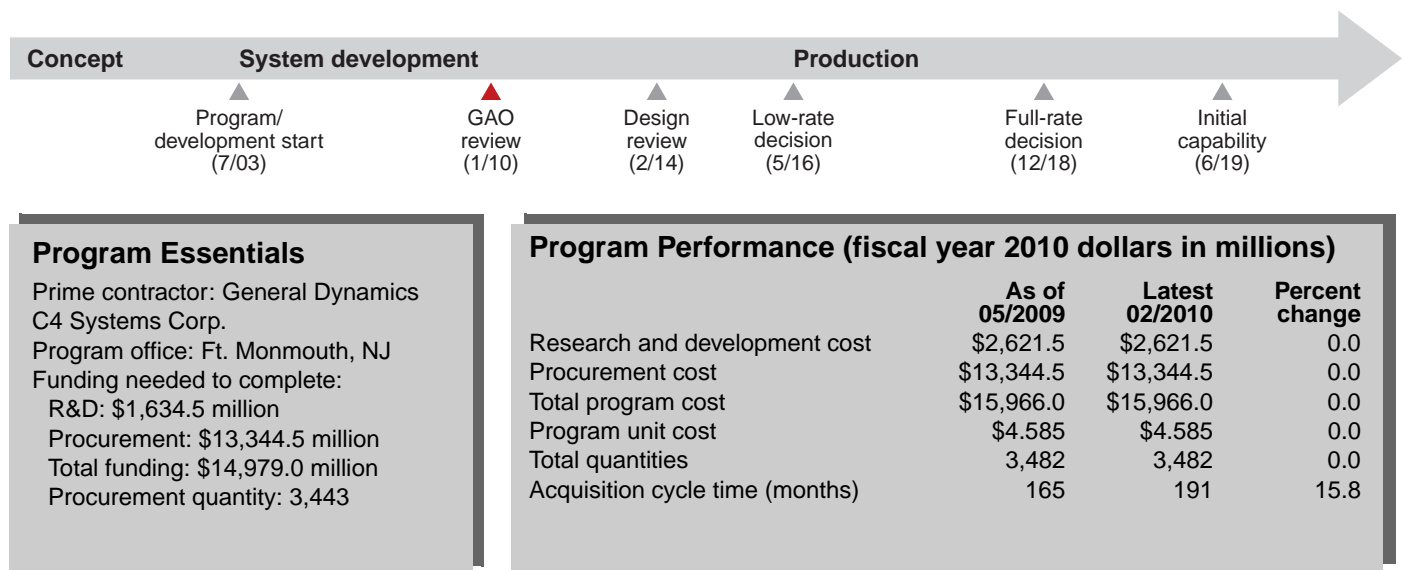 Concept System development Production
Program/
development start
(7/03)
GAO
review
(1/10)
Design
review
(2/14)
Low-rate
decision
(5/16)
Full-rate
decision
(12/18)
Initial
capability
(6/19)
Program Essentials
Prime contractor: General Dynamics
C4 Systems Corp.
Program office: Ft. Monmouth, NJ
Funding needed to complete:
R&D: $1,634.5 million
Procurement: $13,344.5 million
Total funding: $14,979.0 million
Procurement quantity: 3,443
Program Performance (fiscal year 2010 dollars in millions)
As of Latest Percent
05/2009 02/2010 change
Research and development cost $2,621.5 $2,621.5 0.0
Procurement cost $13,344.5 $13,344.5 0.0
Total program cost $15,966.0 $15,966.0 0.0
Program unit cost $4.585 $4.585 0.0
Total quantities 3,482 3,482 0.0
Acquisition cycle time (months) 165 191 15.8